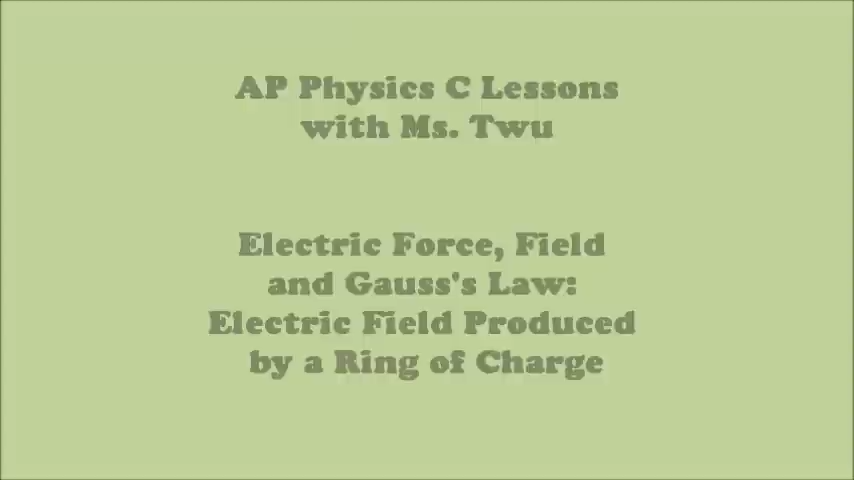 AP Physics C Lessons
with Ms. Twu
Electric Force, Field
and Gauss's Law:
Electric Field Produced
by a Ring of Charge